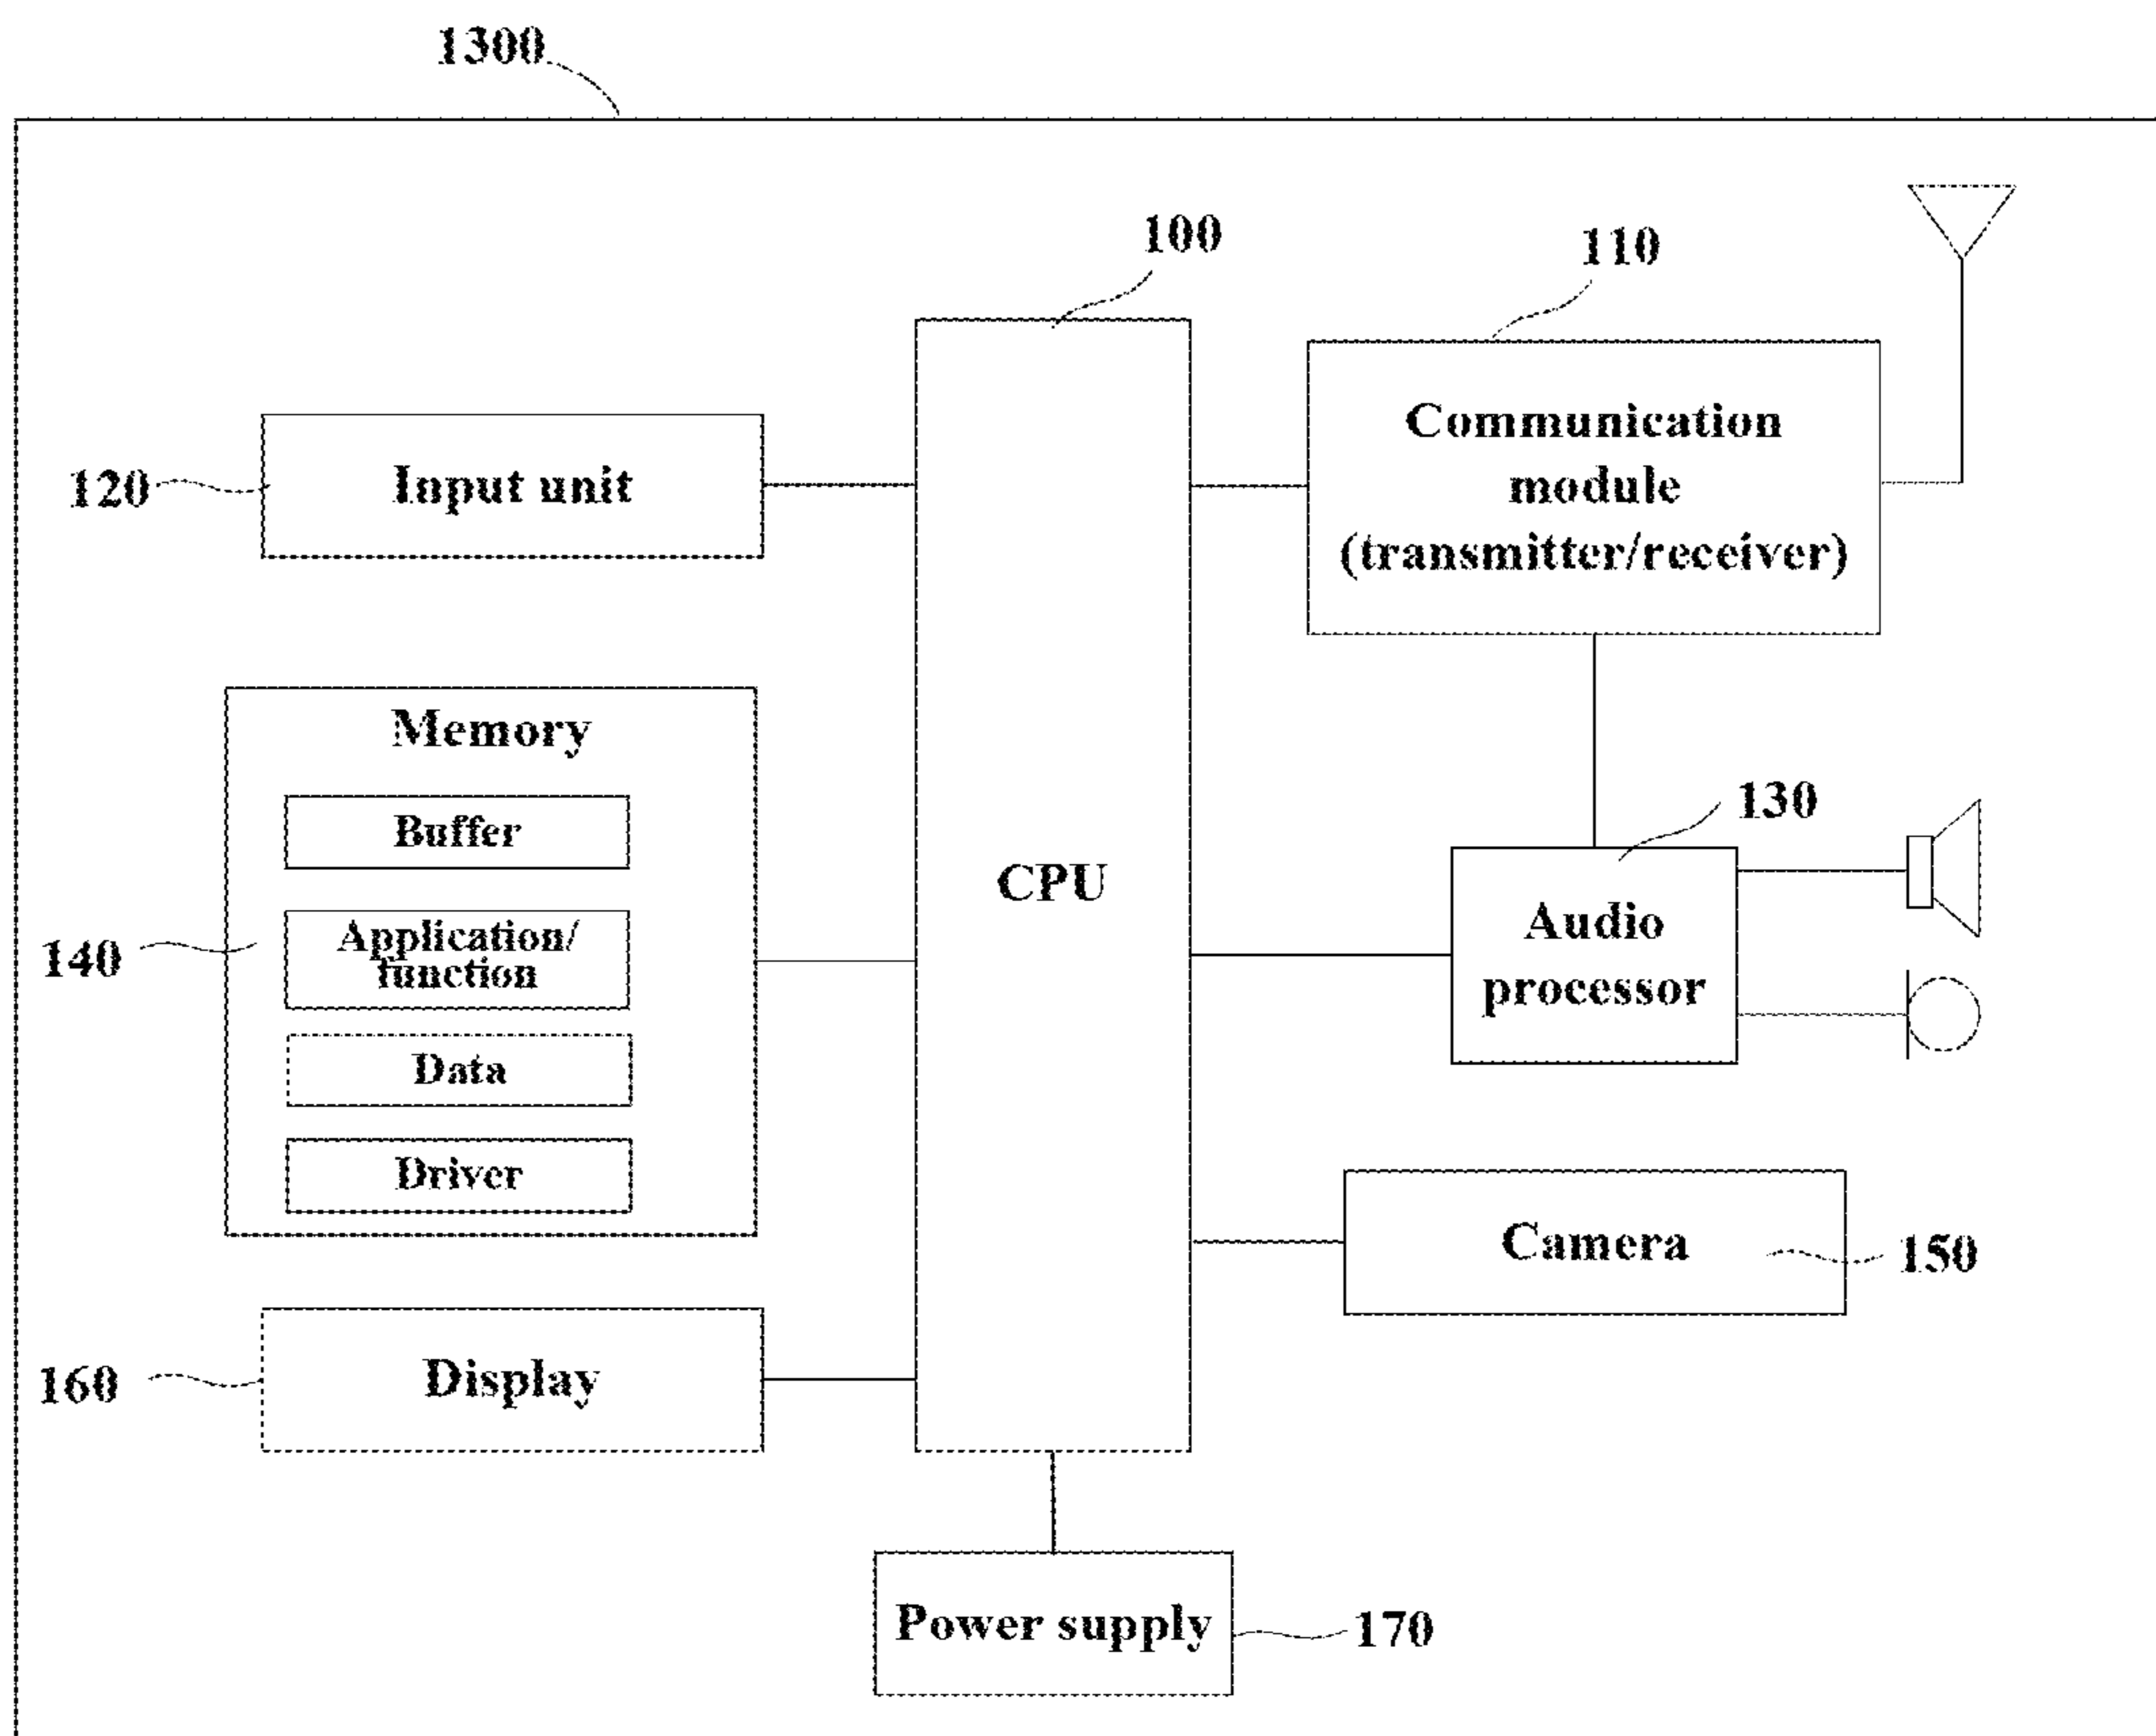 1300
100
110
120
Input unit
Communication
module
(transmitter/receiver)
Memory
Buffer
Application/
function
Data
Driver
140
CPU
130
Audio
processor
Camera
150
160
Display
Power supply
170